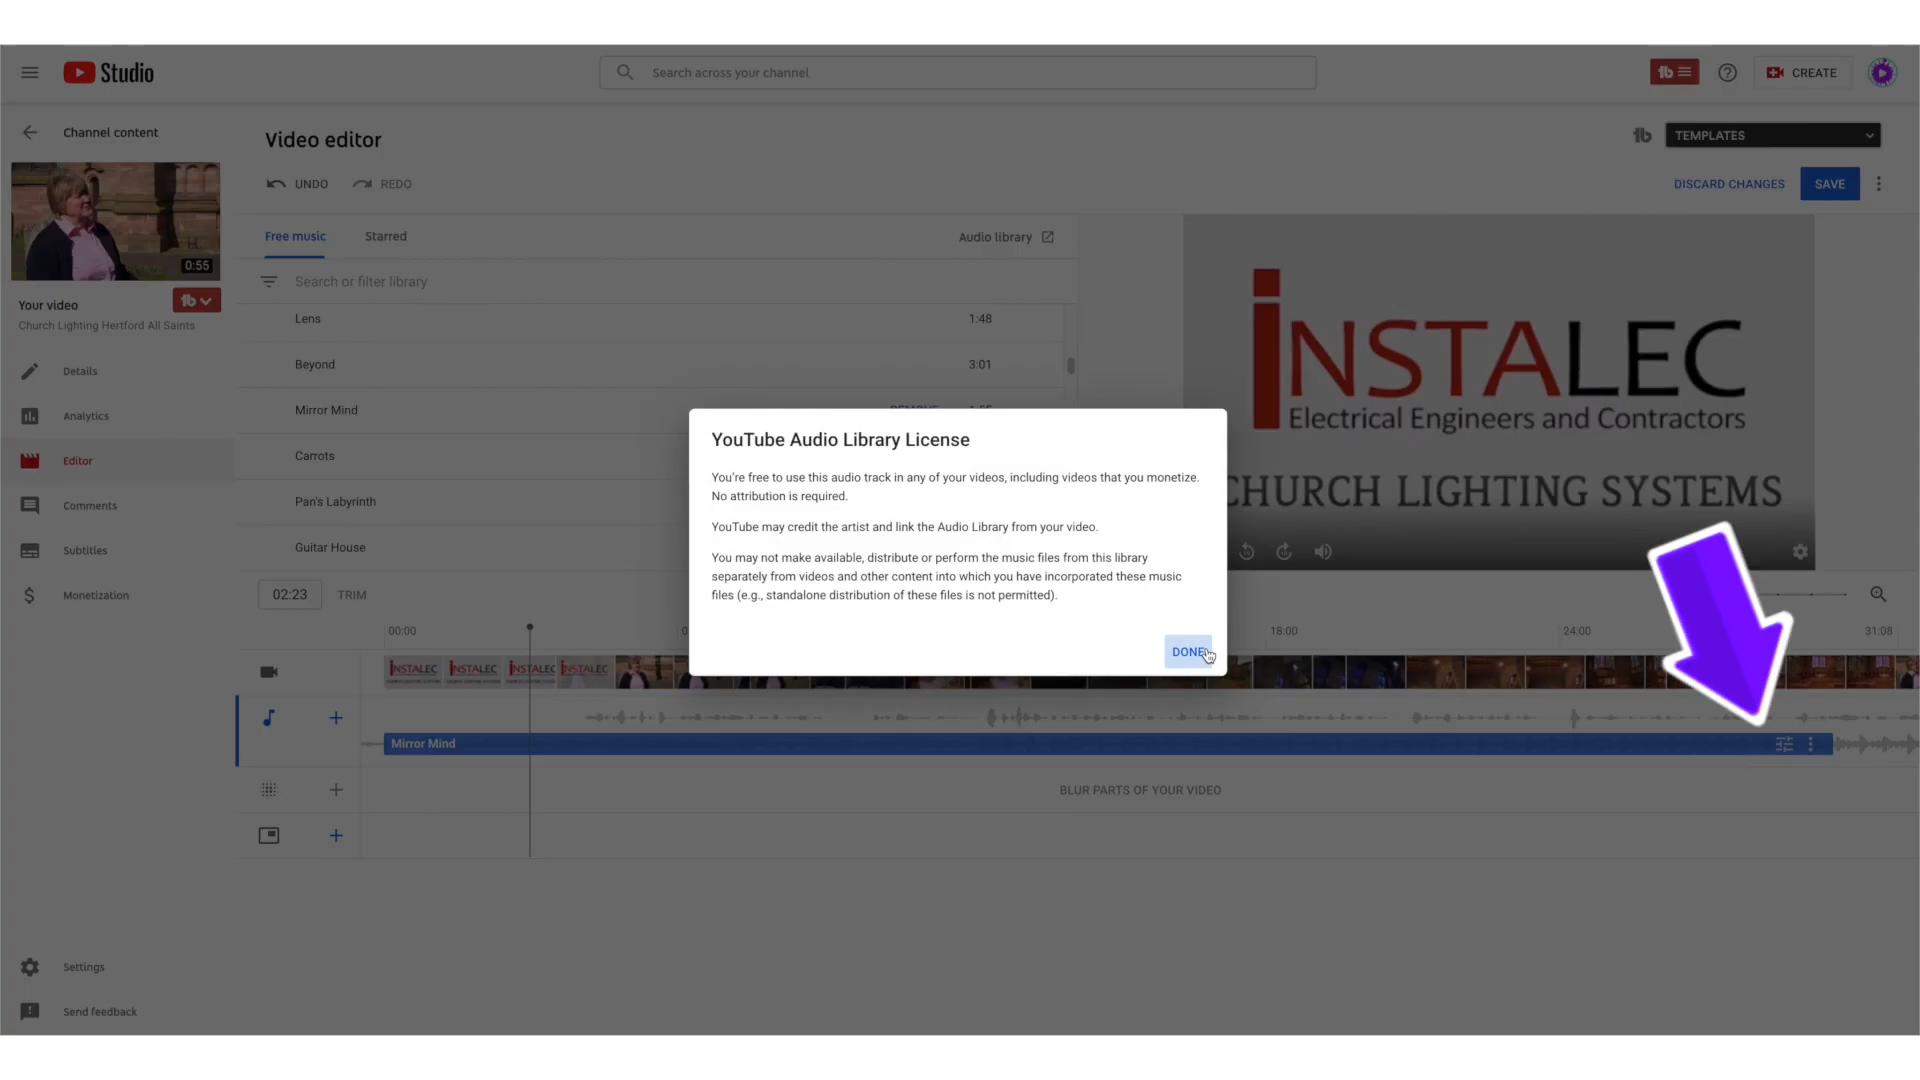 Studio
Search across your channel
CREATE
Channel content
Video editor
TEMPLATES
UNDO
REDO
DISCARD CHANGES
SAVE
0:55
Your video
Church Lighting Hertford All Saints
Free music
Starred
Audio library
Search or filter library
Lens 1:48
Beyond 3:01
Mirror Mind
Carrots
Pan's Labyrinth
Guitar House
Details
Analytics
Editor
Comments
Subtitles
Monetization
INSTALEC
Electrical Engineers and Contractors
CHURCH LIGHTING SYSTEMS
YouTube Audio Library License
You're free to use this audio track in any of your videos, including videos that you monetize.
No attribution is required.
YouTube may credit the artist and link the Audio Library from your video.
You may not make available, distribute or perform the music files from this library
separately from videos and other content into which you have incorporated these music
files (e.g., standalone distribution of these files is not permitted).
DONE
02:23
TRIM
00:00
18:00
24:00
31:08
INSTALEC INSTALEC INSTALEC INSTALEC
Mirror Mind
BLUR PARTS OF YOUR VIDEO
Settings
Send feedback